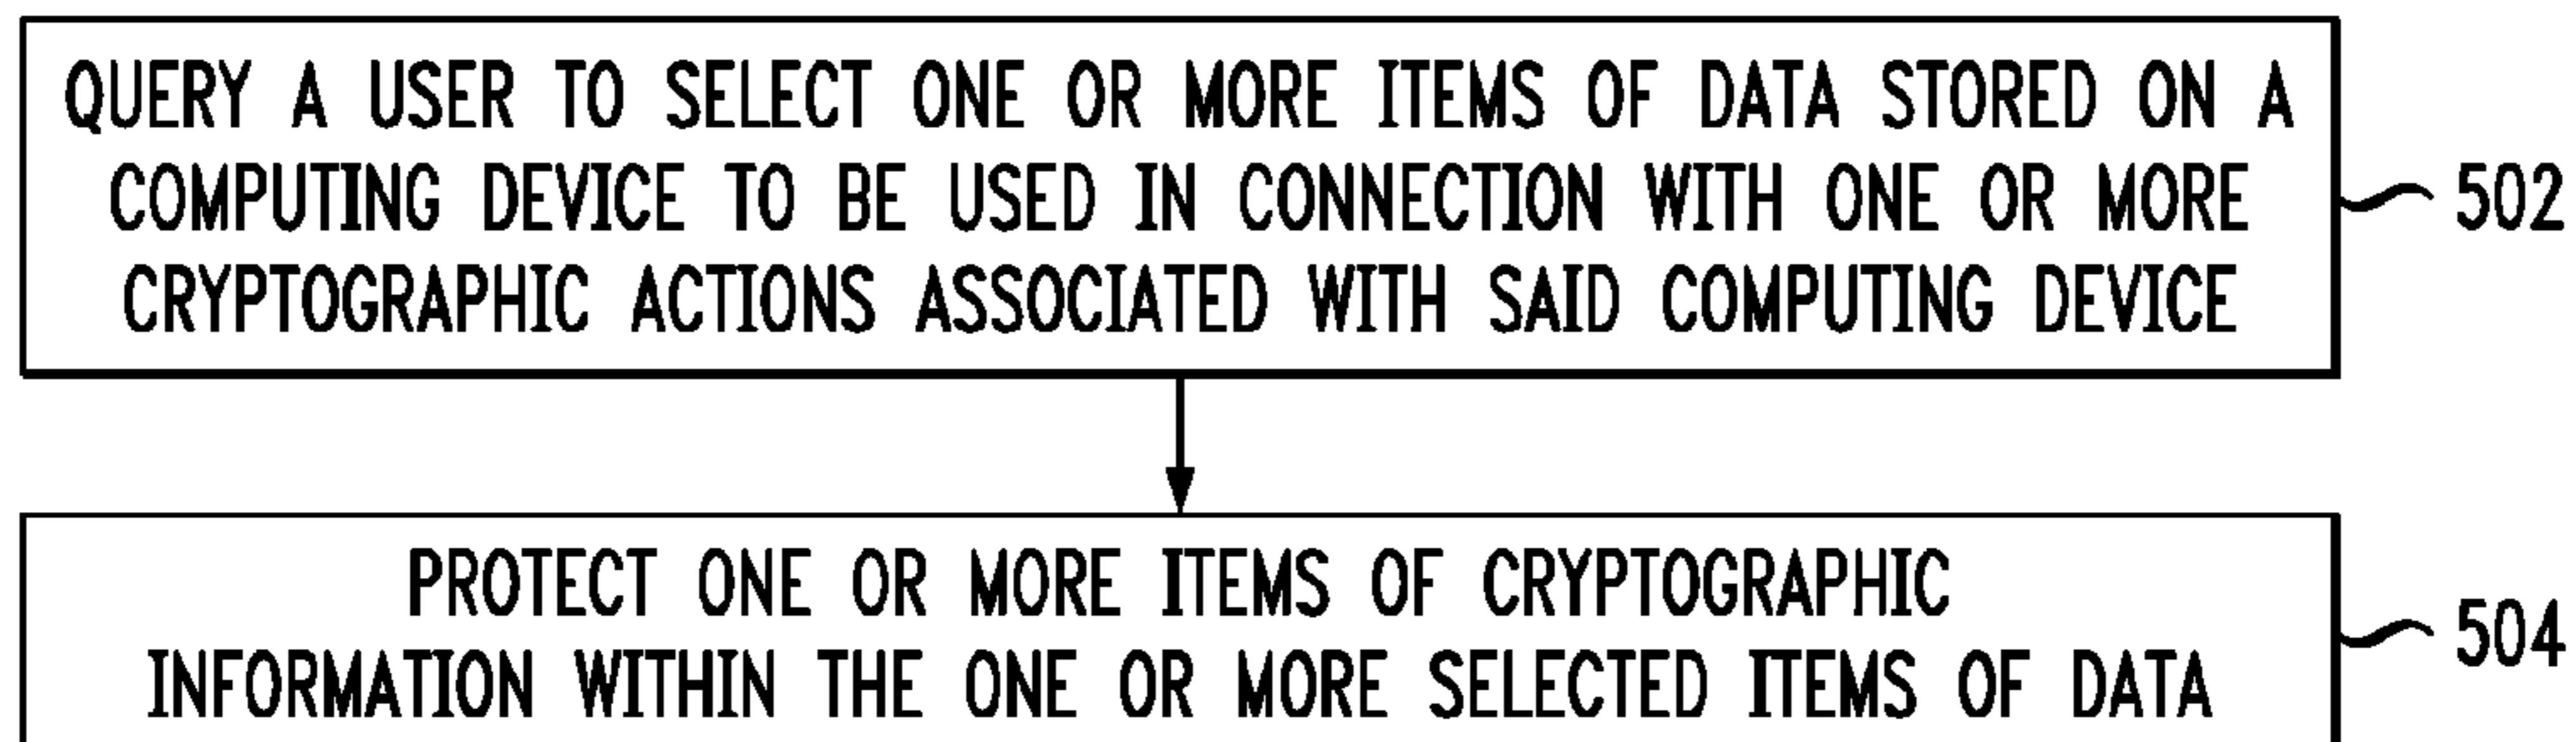 QUERY A USER TO SELECT ONE OR MORE ITEMS OF DATA STORED ON A
COMPUTING DEVICE TO BE USED IN CONNECTION WITH ONE OR MORE
CRYPTOGRAPHIC ACTIONS ASSOCIATED WITH SAID COMPUTING DEVICE
502
PROTECT ONE OR MORE ITEMS OF CRYPTOGRAPHIC
INFORMATION WITHIN THE ONE OR MORE SELECTED ITEMS OF DATA
504